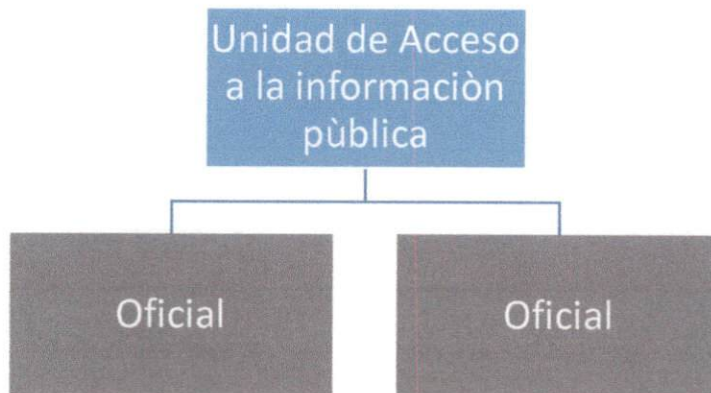 Unidad de Acceso
a la informaciòn
pùblica
Oficial
Oficial